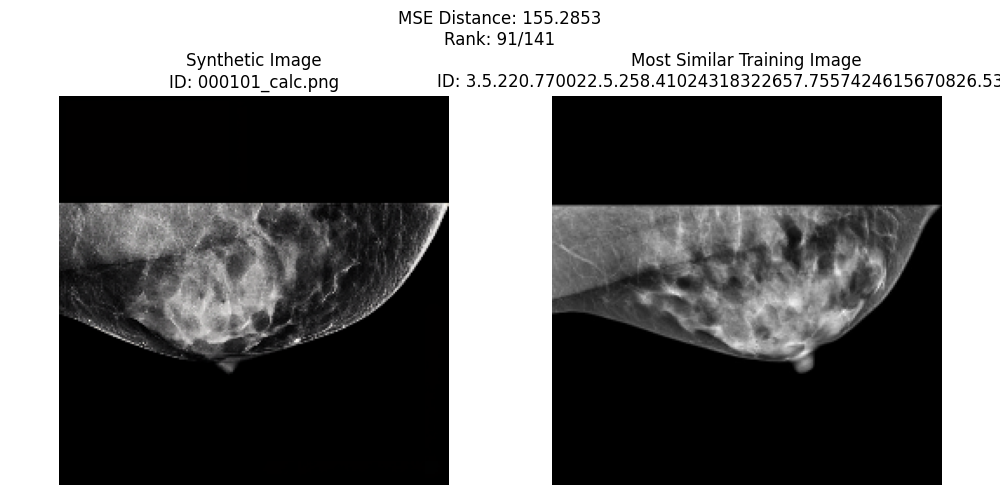 MSE Distance: 155.2853
Rank: 91/141
Synthetic Image
ID: 000101_calc.png
Most Similar Training Image
ID: 3.5.220.770022.5.258.41024318322657.7557424615670826.53